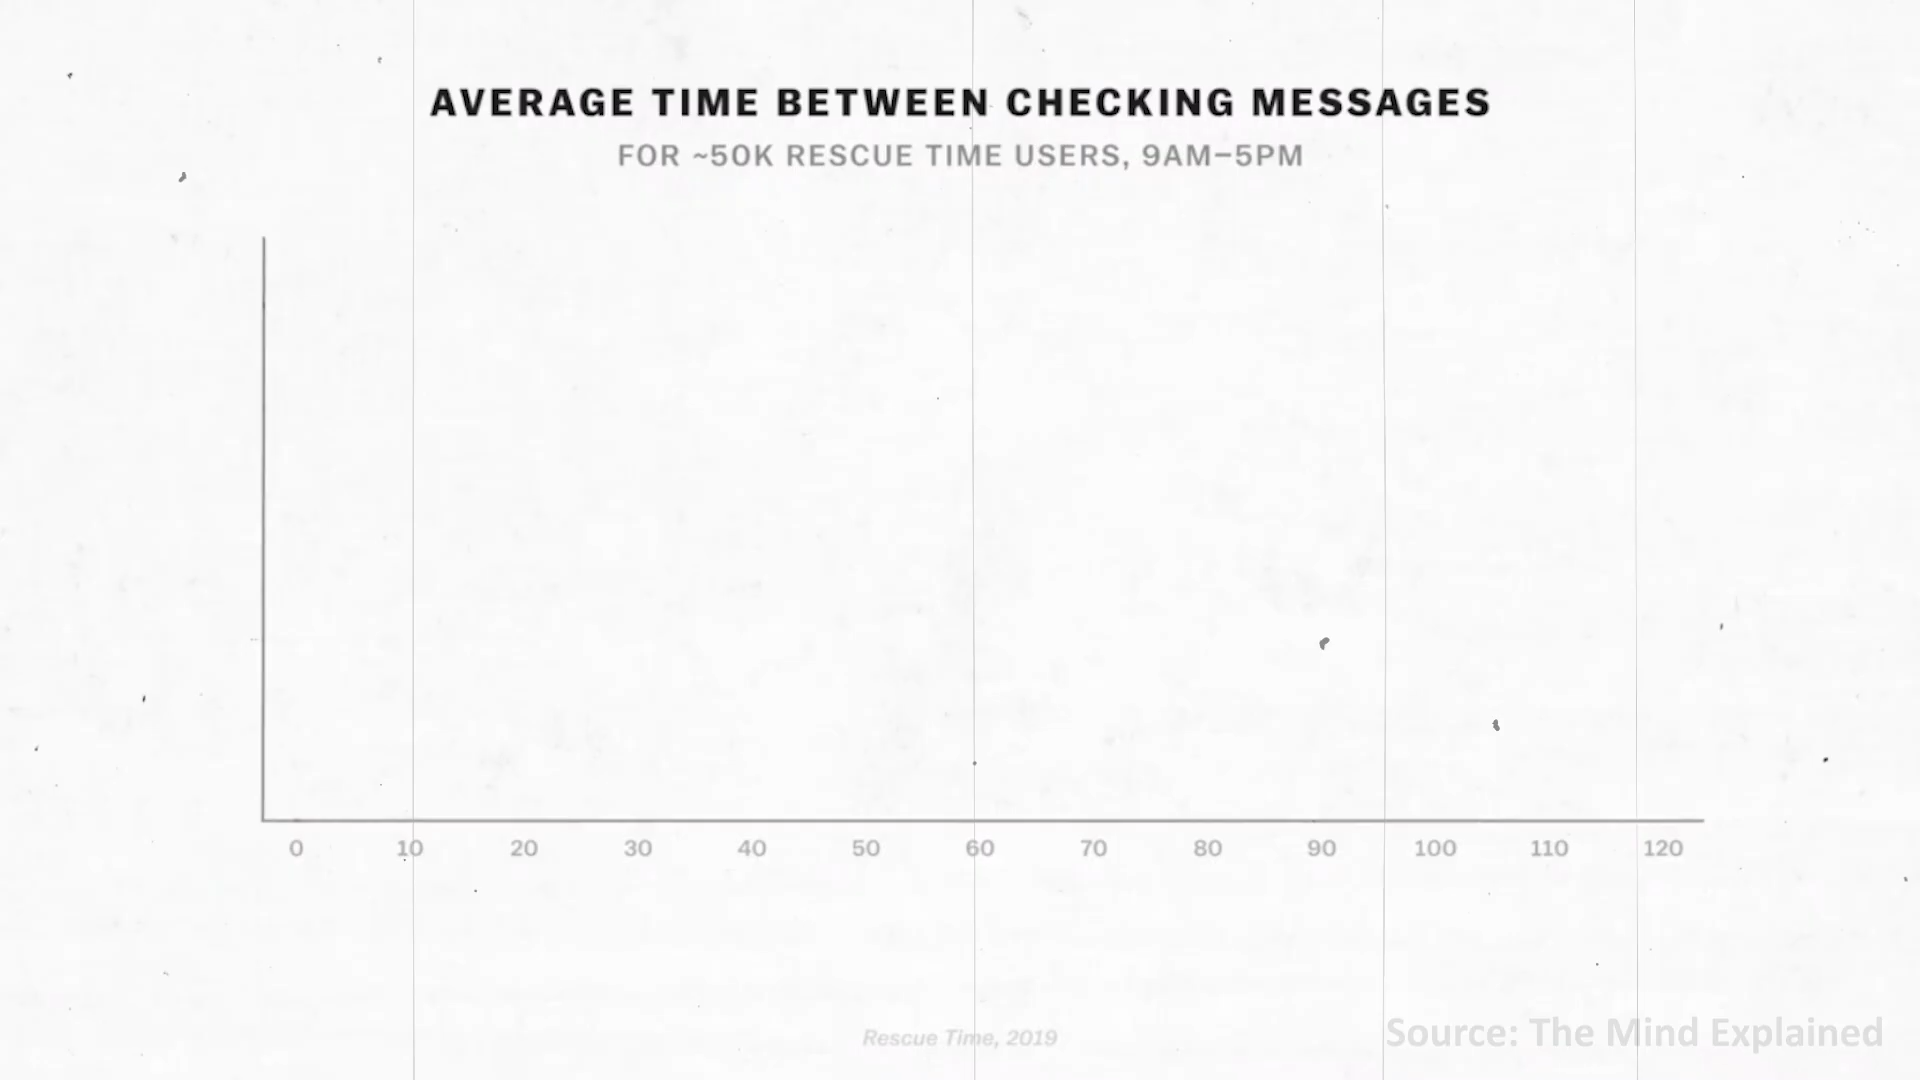 AVERAGE TIME BETWEEN CHECKING MESSAGES
FOR ~50K RESCUE TIME USERS, 9AM–5PM
0 10 20 30 40 50 60 70 80 90 100 110 120
Rescue Time, 2019
Source: The Mind Explained